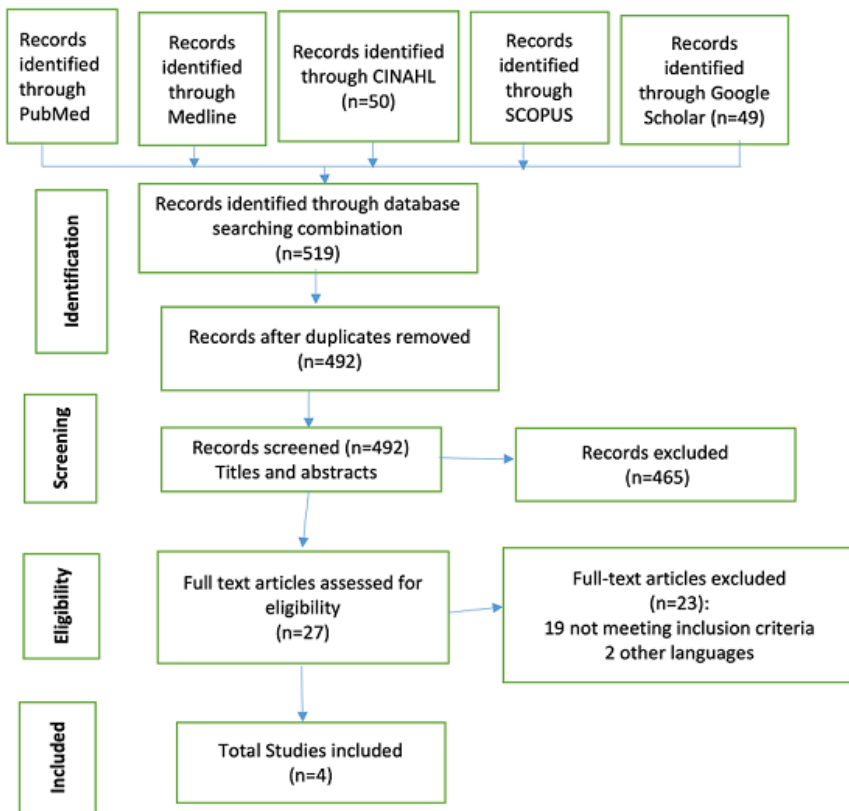 Records
identified
through
PubMed
Records
identified
through
Medline
Records identified
through CINAHL
(n=50)
Records
identified
through
SCOPUS
Records
identified
through Google
Scholar (n=49)
Identification
Records identified through database
searching combination
(n=519)
Records after duplicates removed
(n=492)
Screening
Records screened (n=492)
Titles and abstracts
Records excluded
(n=465)
Eligibility
Full text articles assessed for
eligibility
(n=27)
Full-text articles excluded
(n=23):
19 not meeting inclusion criteria
2 other languages
Included
Total Studies included
(n=4)